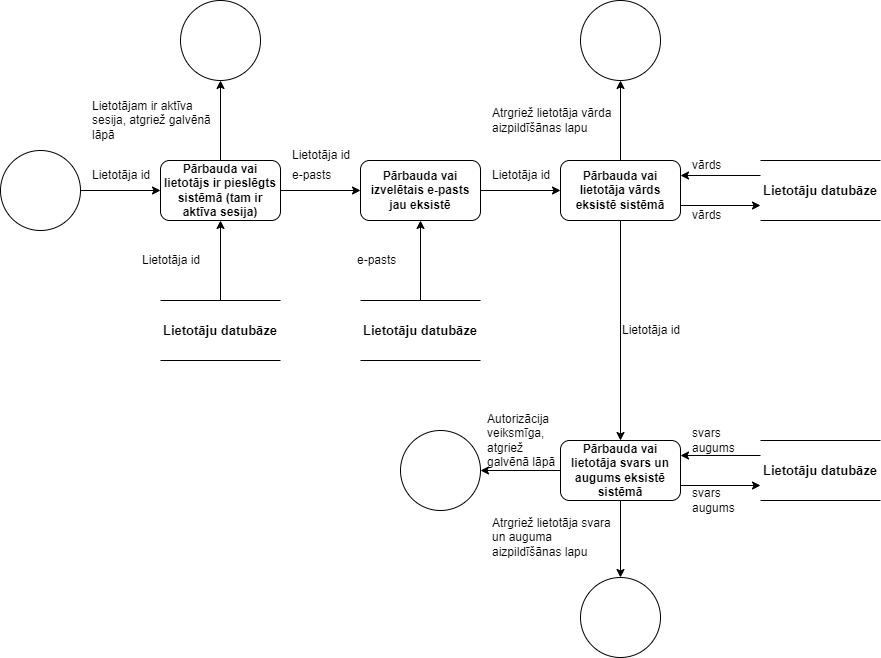 Lietotājam ir aktīva
sesija, atgriež galvēnā
lāpā
Atrgriež lietotāja vārda
aizpildīšānas lapu
Lietotāja id
Pārbauda vai
lietotājs ir pieslēgts
sistēmā (tam ir
aktīva sesija)
Lietotāja id
e-pasts
Pārbauda vai
izvelētais e-pasts
jau eksistē
Lietotāja id
Pārbauda vai
lietotāja vārds
eksistē sistēmā
vārds
vārds
Lietotāju datubāze
Lietotāja id
e-pasts
Lietotāju datubāze
Lietotāju datubāze
Lietotāja id
Autorizācija
veiksmīga,
atgriež
galvēnā lāpā
Pārbauda vai
lietotāja svars un
augums eksistē
sistēmā
svars
augums
svars
augums
Lietotāju datubāze
Atrgriež lietotāja svara
un auguma
aizpildīšānas lapu